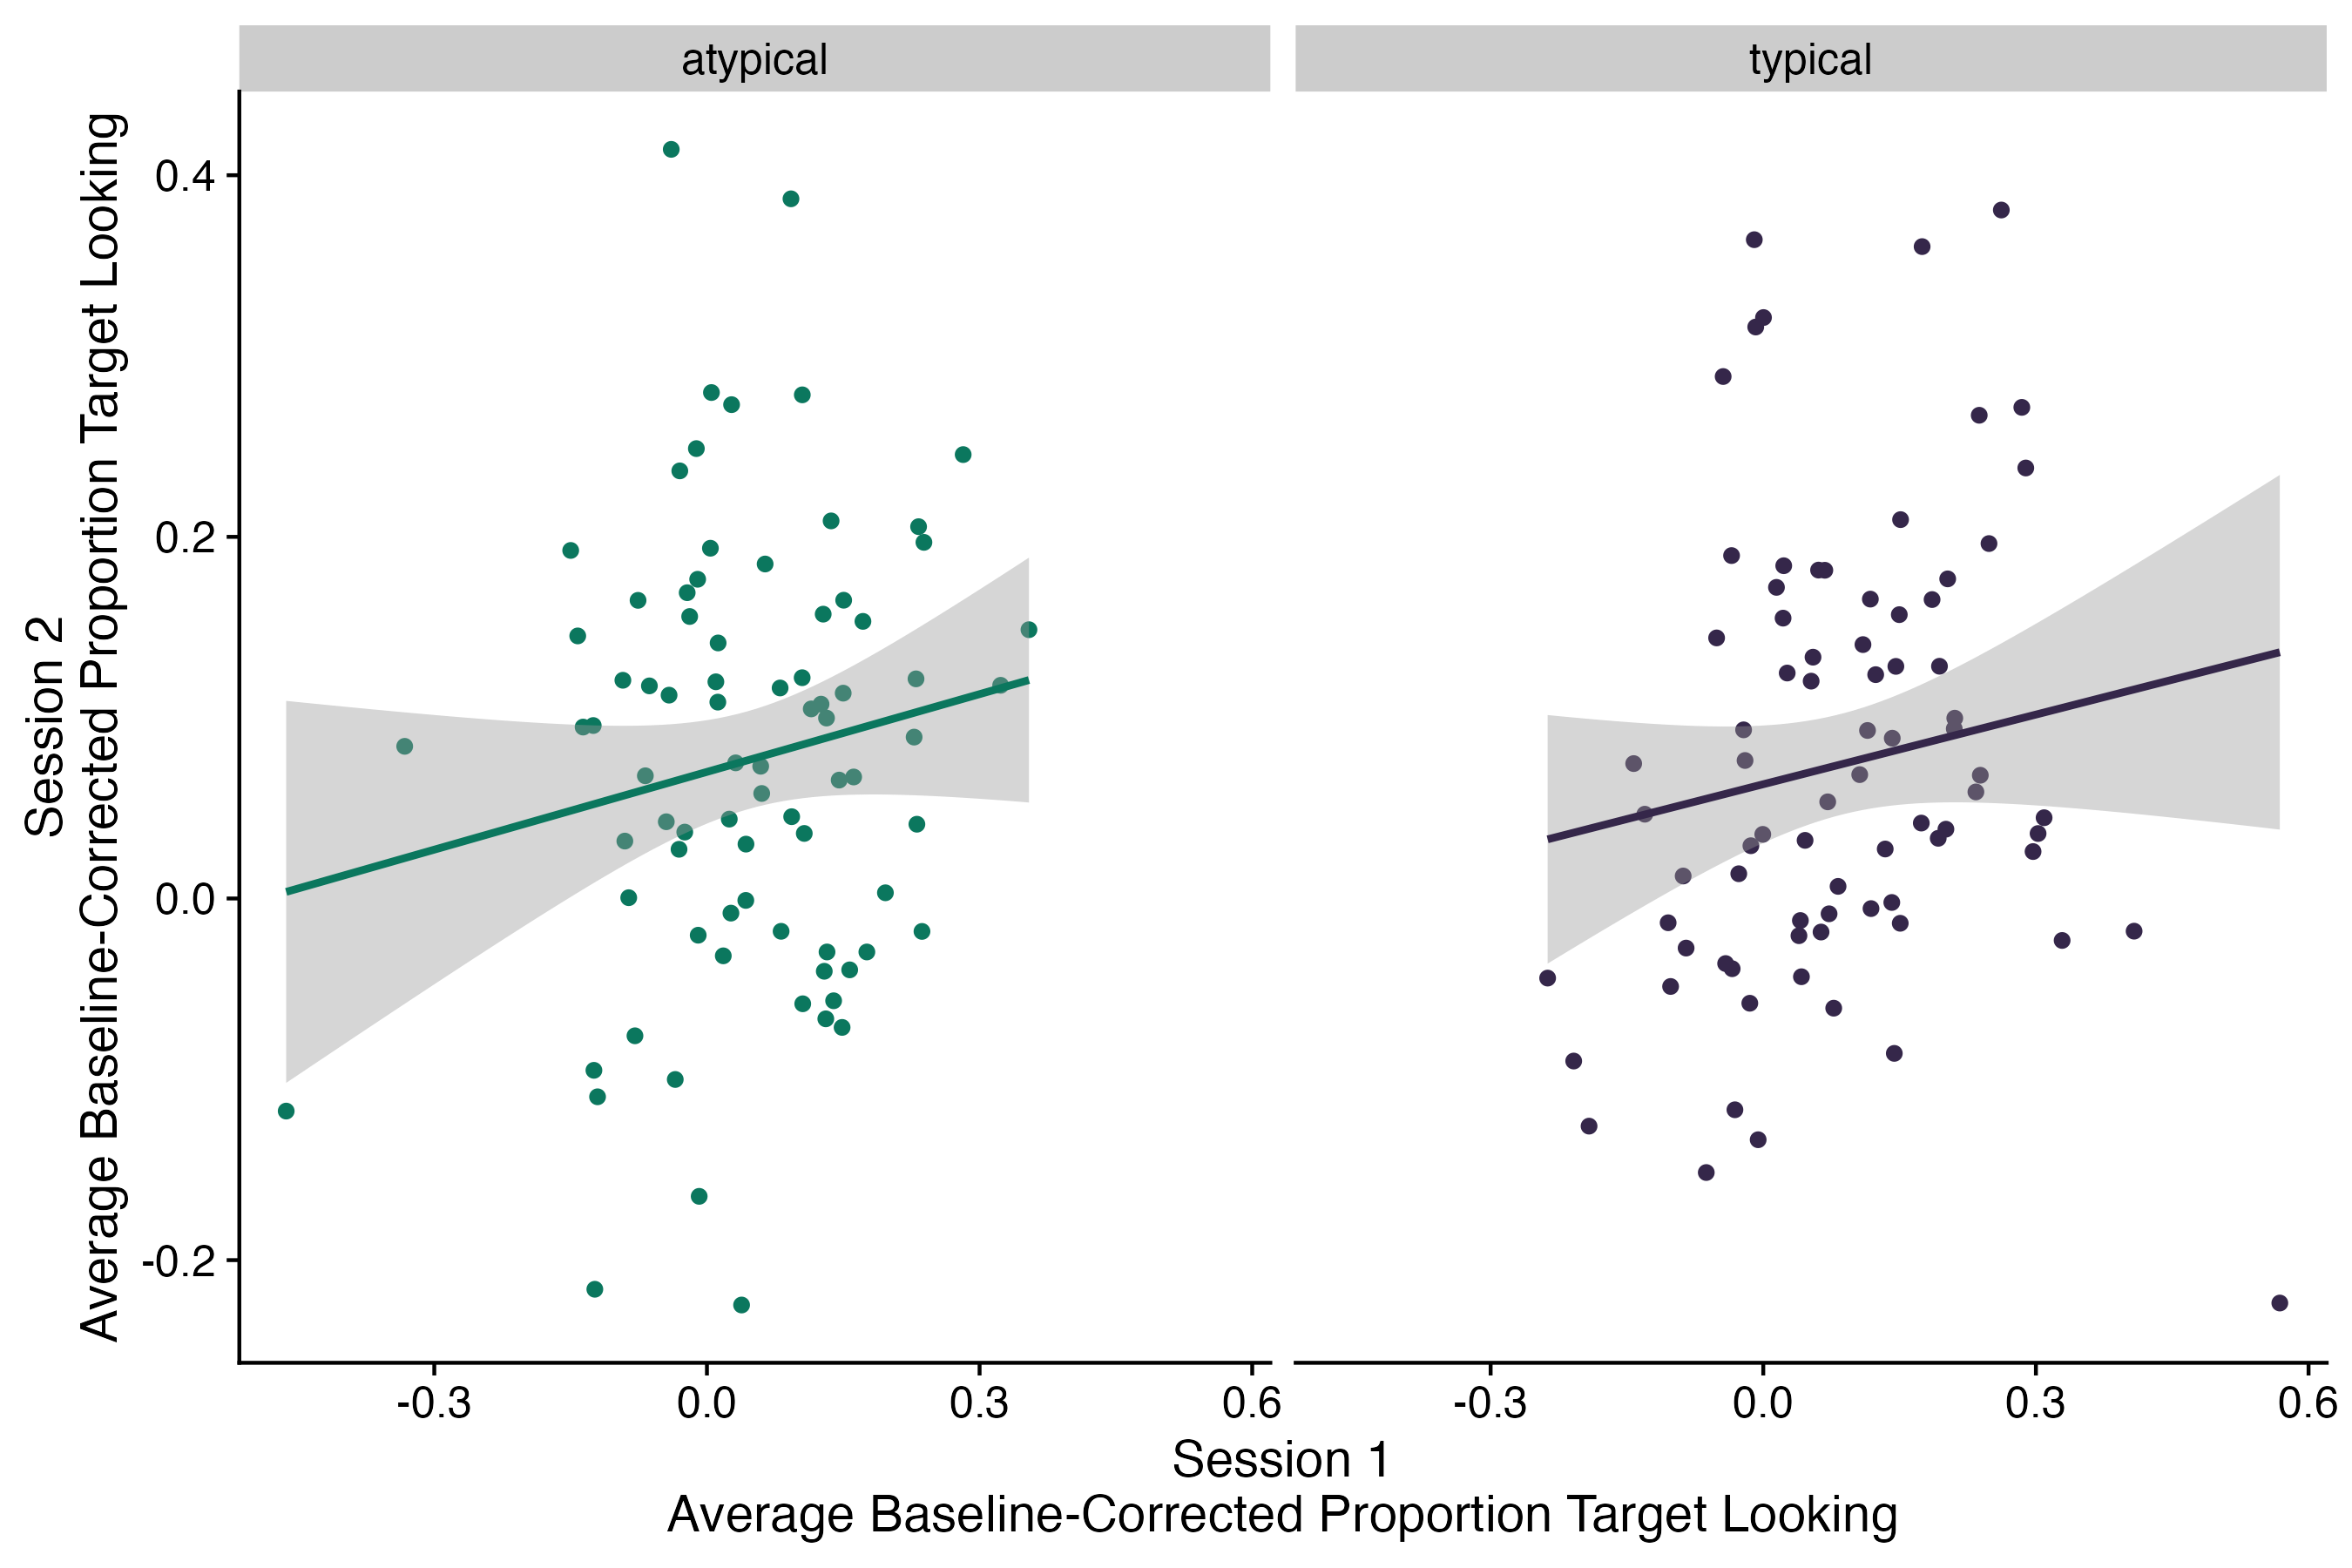 atypical
typical
Session 2
Average Baseline-Corrected Proportion Target Looking
0.4
0.2
0.0
-0.2
-0.3 0.0 0.3 0.6
-0.3 0.0 0.3 0.6
Session 1
Average Baseline-Corrected Proportion Target Looking